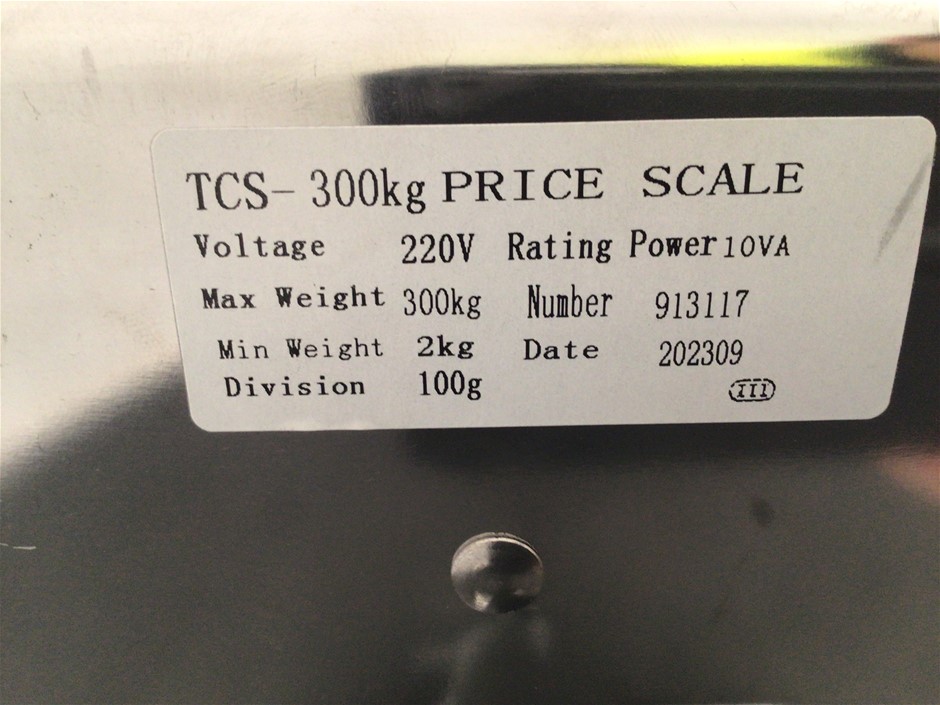 TCS-300kg PRICE SCALE
Voltage 220V Rating Power 10VA
Max Weight 300kg Number 913117
Min Weight 2kg Date 202309
Division 100g III